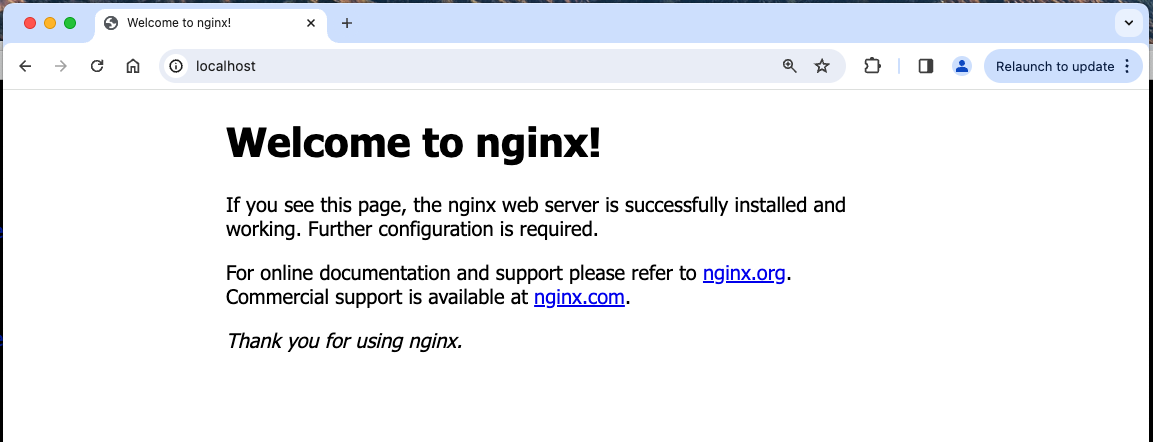 Welcome to nginx!
localhost
Relaunch to update
Welcome to nginx!
If you see this page, the nginx web server is successfully installed and
working. Further configuration is required.
For online documentation and support please refer to nginx.org.
Commercial support is available at nginx.com.
Thank you for using nginx.